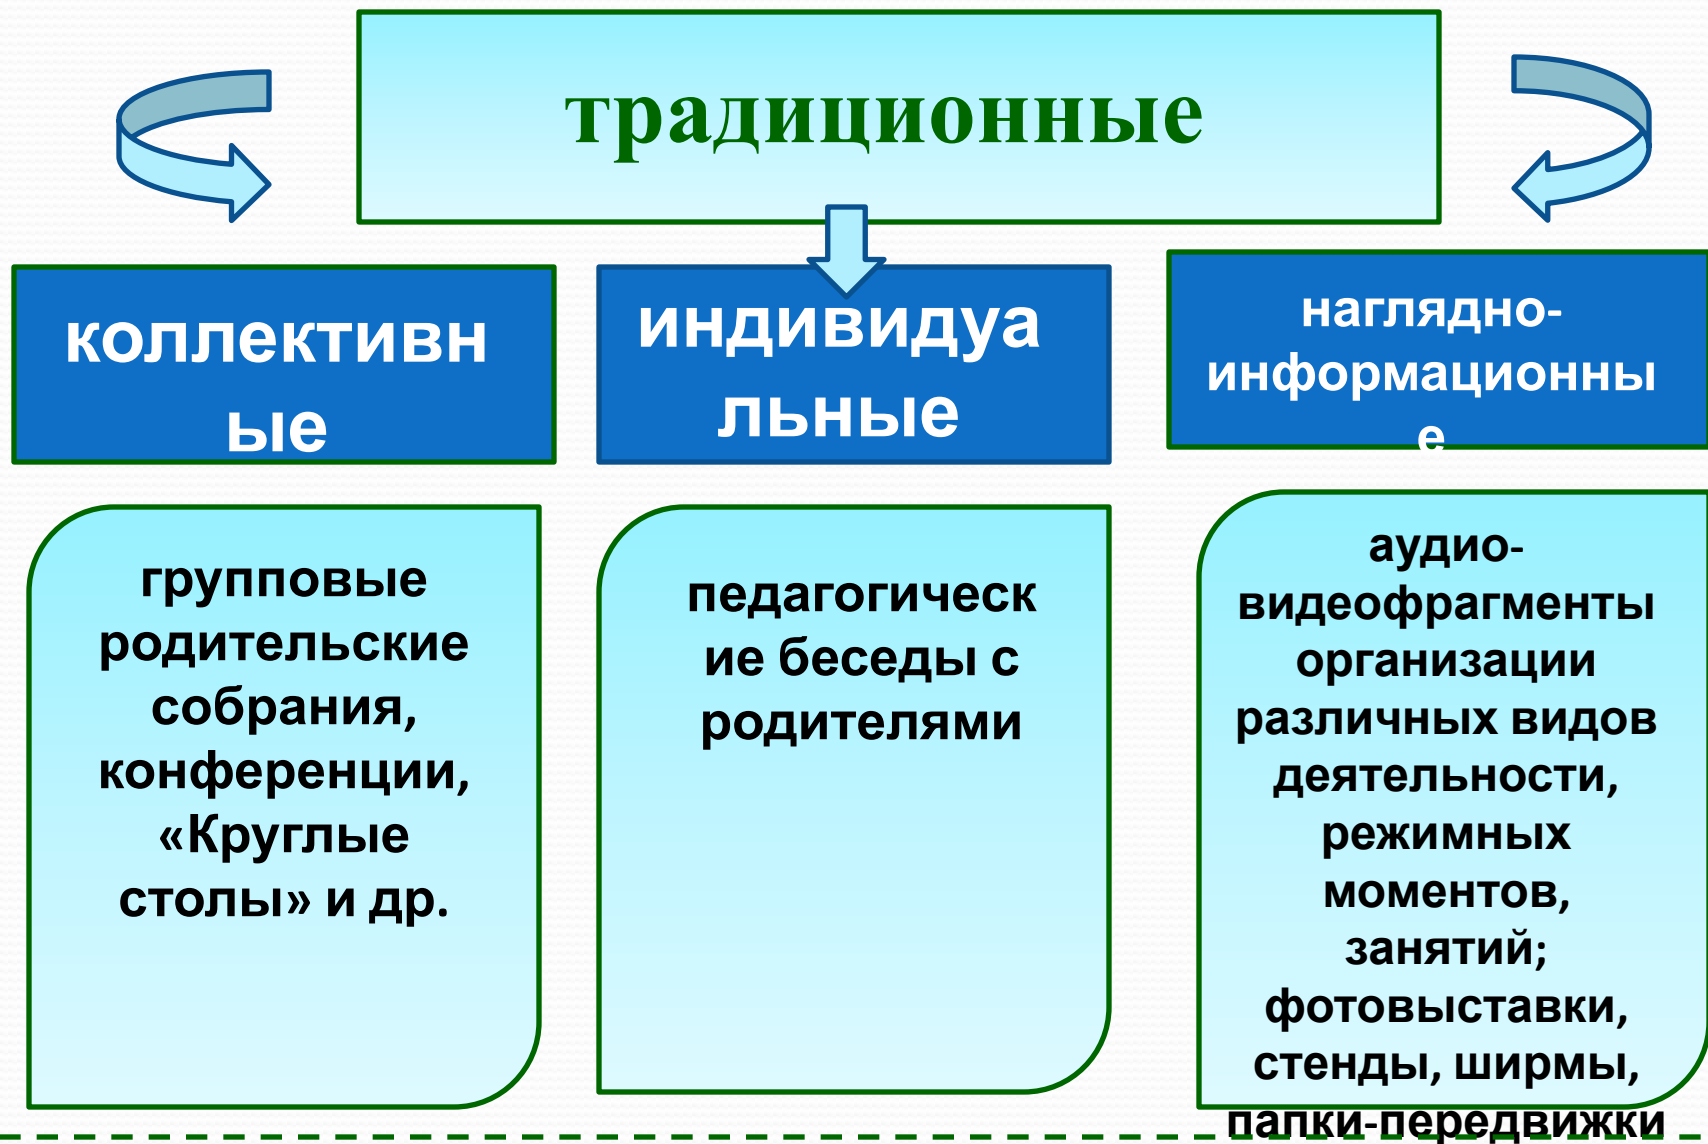 традиционные
коллективн
ые
индивидуа
льные
наглядно-
информационны
е
групповые
родительские
собрания,
конференции,
«Круглые
столы» и др.
педагогическ
ие беседы с
родителями
аудио-
видеофрагменты
организации
различных видов
деятельности,
режимных
моментов,
занятий;
фотовыставки,
стенды, ширмы,
папки-передвижки